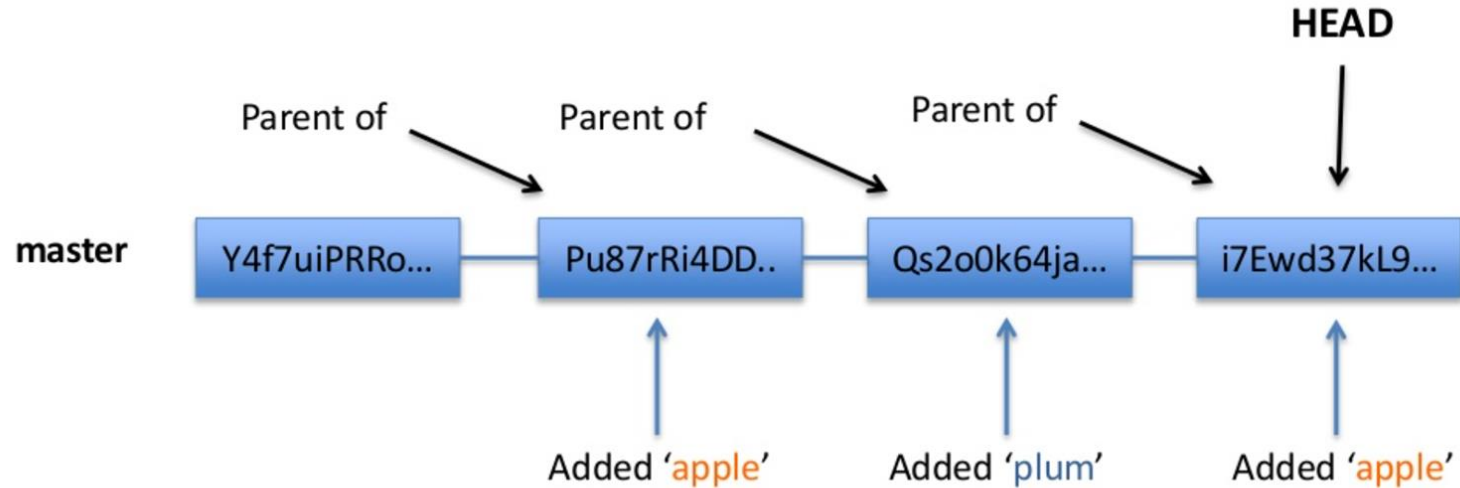 HEAD
Parent of
Parent of
Parent of
master
Y4f7uiPRRo...
Pu87rRi4DD..
Qs2o0k64ja...
i7Ewd37kL9...
Added ‘apple’
Added ‘plum’
Added ‘apple’